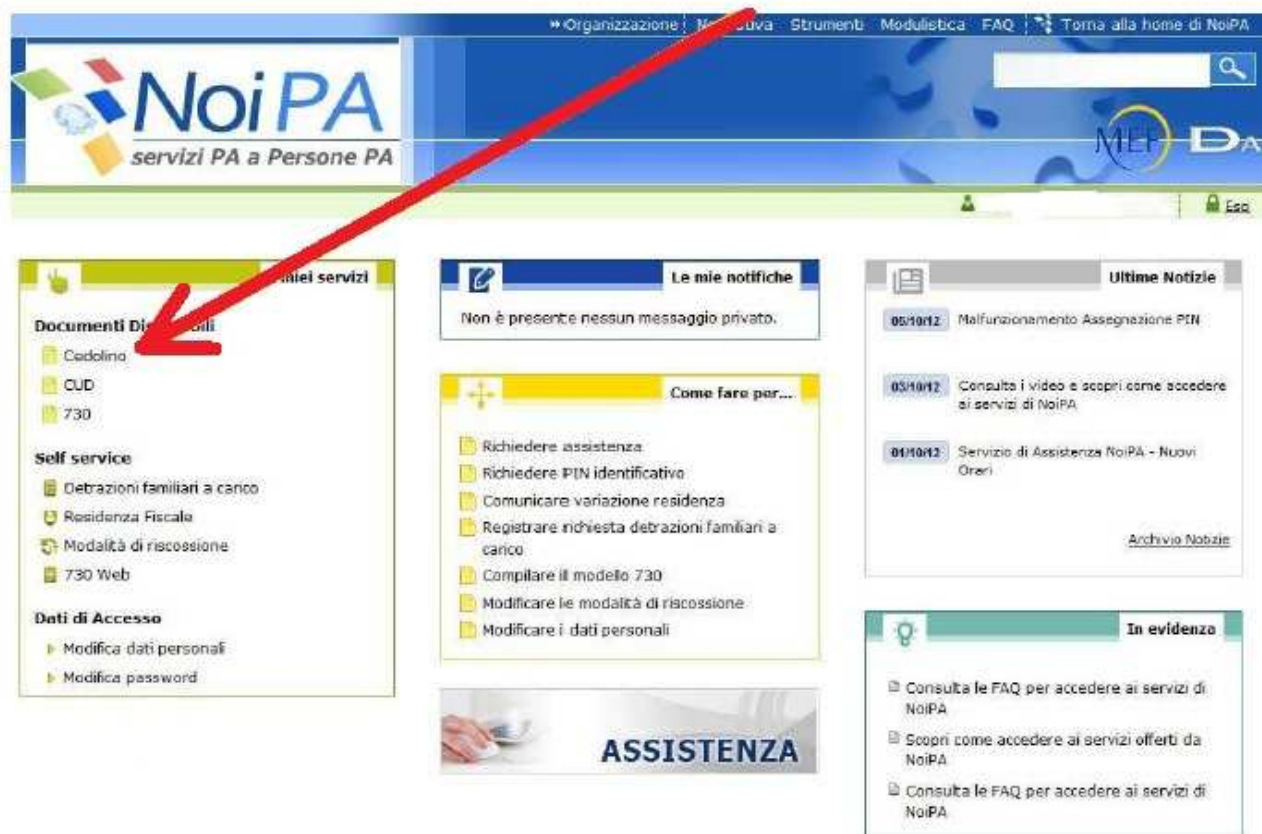 Organizzazione Strumenti Modulistica FAQ Torna alla home di NoiPA
NoiPA
servizi PA a Persone PA
MEF DA
Esci
miei servizi
Documenti
Cedolino
CUD
730
Self service
Detrazioni familiari a carico
Residenza Fiscale
Modalità di riscossione
730 Web
Dati di Accesso
Modifica dati personali
Modifica password
Le mie notifiche
Non è presente nessun messaggio privato.
Come fare per...
Richiedere assistenza
Richiedere PIN identificativo
Comunicare variazione residenza
Registrare richiesta detrazioni familiari a
carico
Compilare il modello 730
Modificare le modalità di riscossione
Modificare i dati personali
ASSISTENZA
Ultime Notizie
05/10/12 Malfunzionamento Assegnazione PIN
03/10/12 Consulta i video e scopri come accedere
ai servizi di NoiPA
01/10/12 Servizio di Assistenza NoiPA - Nuovi
Orari
Archivio Notizie
In evidenza
Consulta le FAQ per accedere ai servizi di
NoiPA
Scopri come accedere ai servizi offerti da
NoiPA
Consulta le FAQ per accedere ai servizi di
NoiPA